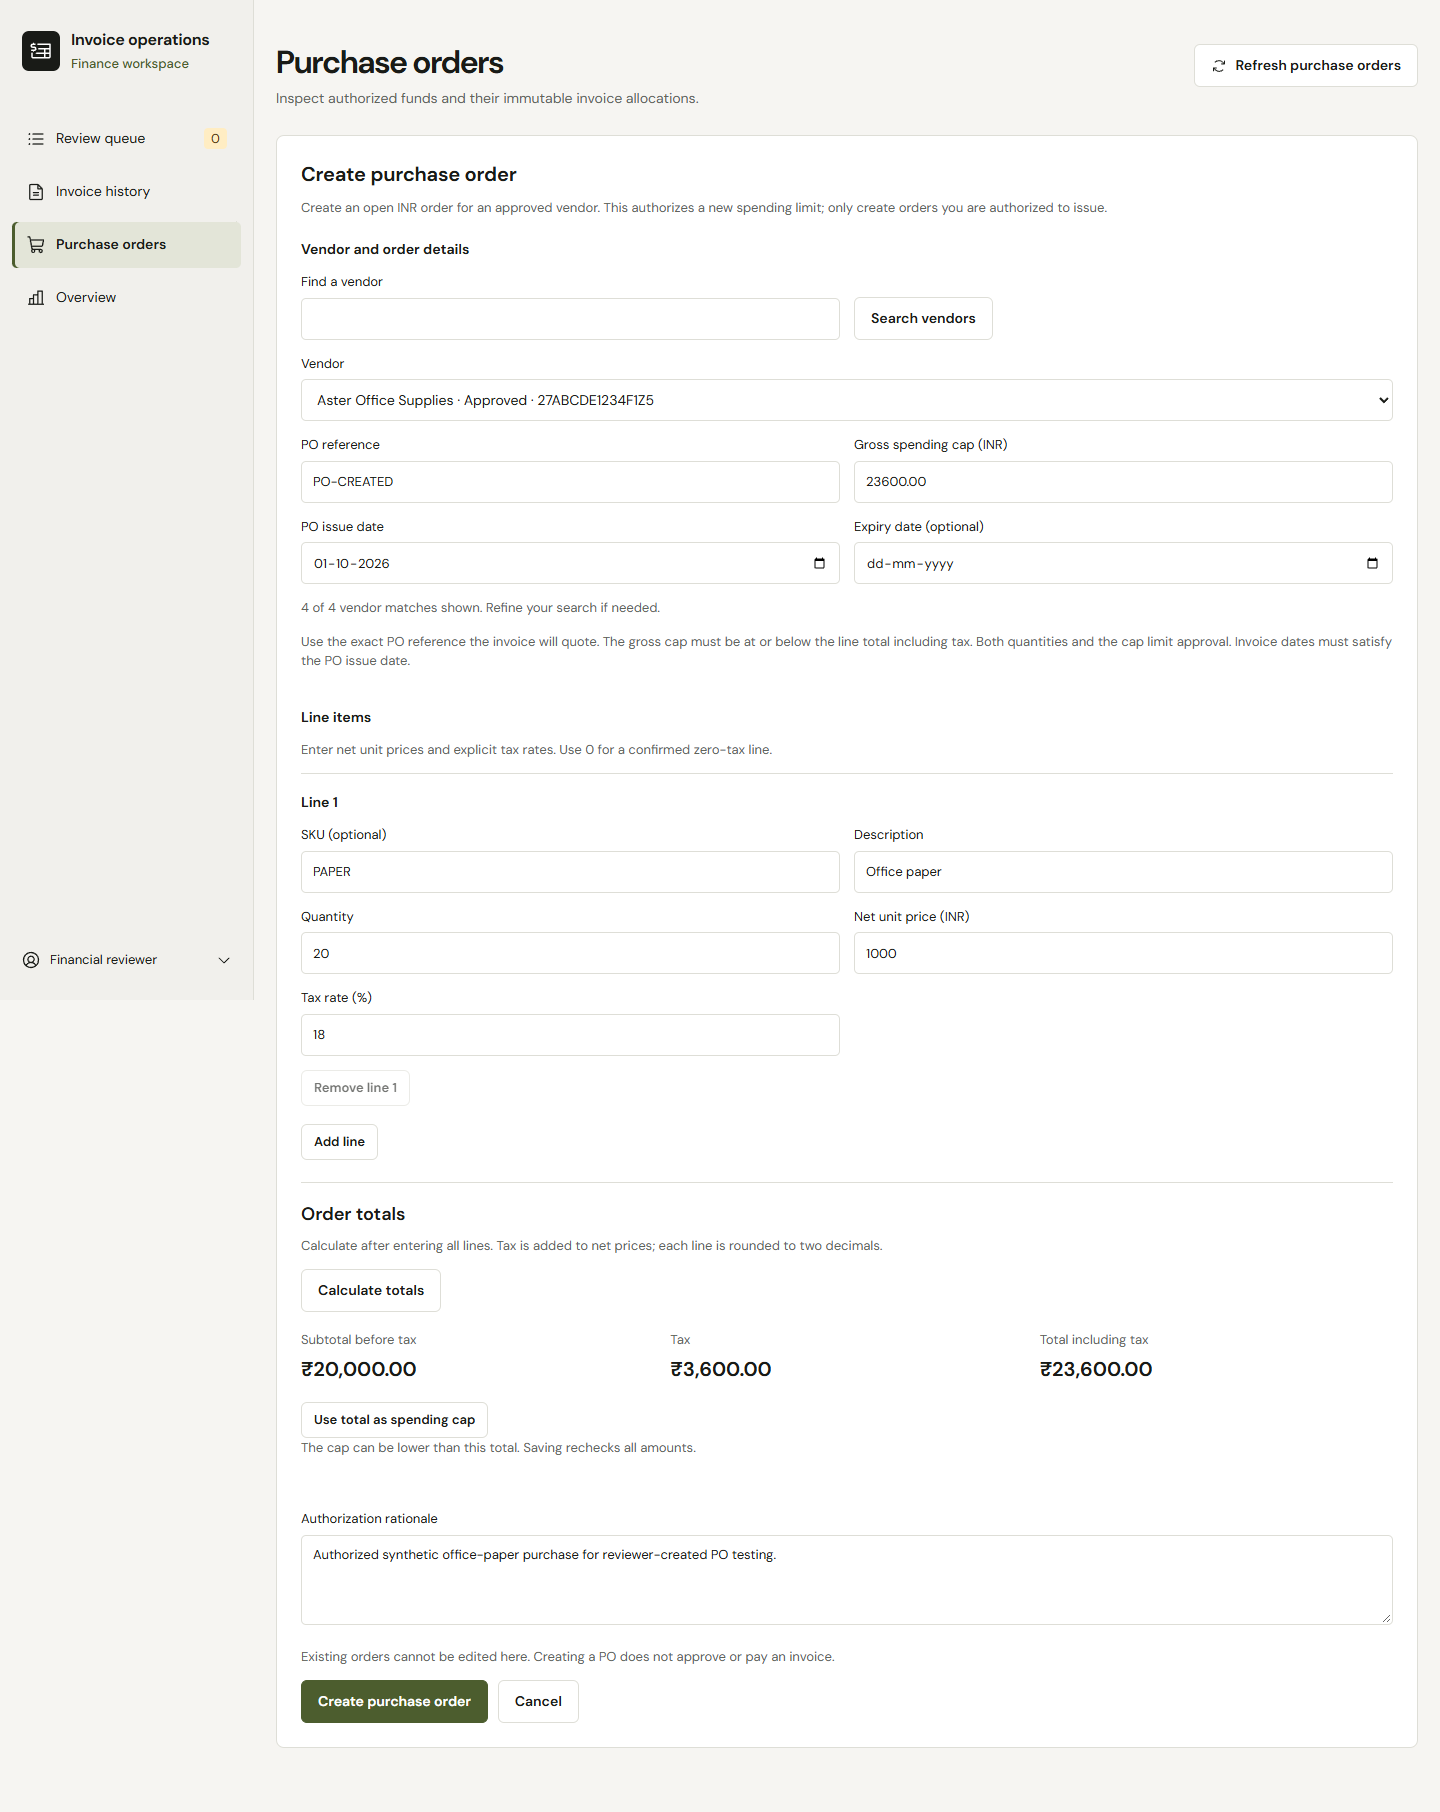 Invoice operations
Finance workspace
Review queue 0
Invoice history
Purchase orders
Overview
Financial reviewer
Purchase orders
Inspect authorized funds and their immutable invoice allocations.
Refresh purchase orders
Create purchase order
Create an open INR order for an approved vendor. This authorizes a new spending limit; only create orders you are authorized to issue.
Vendor and order details
Find a vendor
Search vendors
Vendor
Aster Office Supplies · Approved · 27ABCDE1234F1Z5
PO reference
Gross spending cap (INR)
PO-CREATED
23600.00
PO issue date
Expiry date (optional)
01-10-2026
dd-mm-yyyy
4 of 4 vendor matches shown. Refine your search if needed.
Use the exact PO reference the invoice will quote. The gross cap must be at or below the line total including tax. Both quantities and the cap limit approval. Invoice dates must satisfy
the PO issue date.
Line items
Enter net unit prices and explicit tax rates. Use 0 for a confirmed zero-tax line.
Line 1
SKU (optional)
Description
PAPER
Office paper
Quantity
Net unit price (INR)
20
1000
Tax rate (%)
18
Remove line 1
Add line
Order totals
Calculate after entering all lines. Tax is added to net prices; each line is rounded to two decimals.
Calculate totals
Subtotal before tax
Tax
Total including tax
₹20,000.00
₹3,600.00
₹23,600.00
Use total as spending cap
The cap can be lower than this total. Saving rechecks all amounts.
Authorization rationale
Authorized synthetic office-paper purchase for reviewer-created PO testing.
Existing orders cannot be edited here. Creating a PO does not approve or pay an invoice.
Create purchase order
Cancel